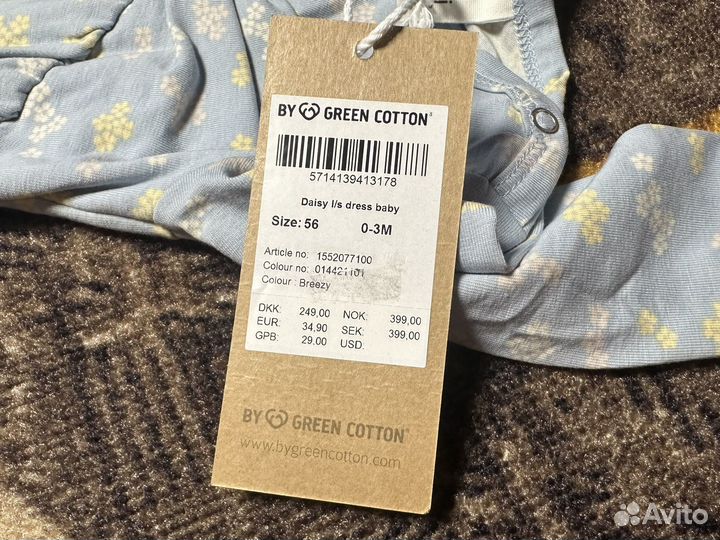 BY GREEN COTTON®
5714139413178
Daisy l/s dress baby
Size: 56 0-3M
Article no: 1552077100
Colour no: 014421101
Colour : Breezy
DKK: 249,00 NOK: 399,00
EUR: 34,90 SEK: 399,00
GPB: 29.00 USD:
BY GREEN COTTON®
www.bygreencotton.com
Avito